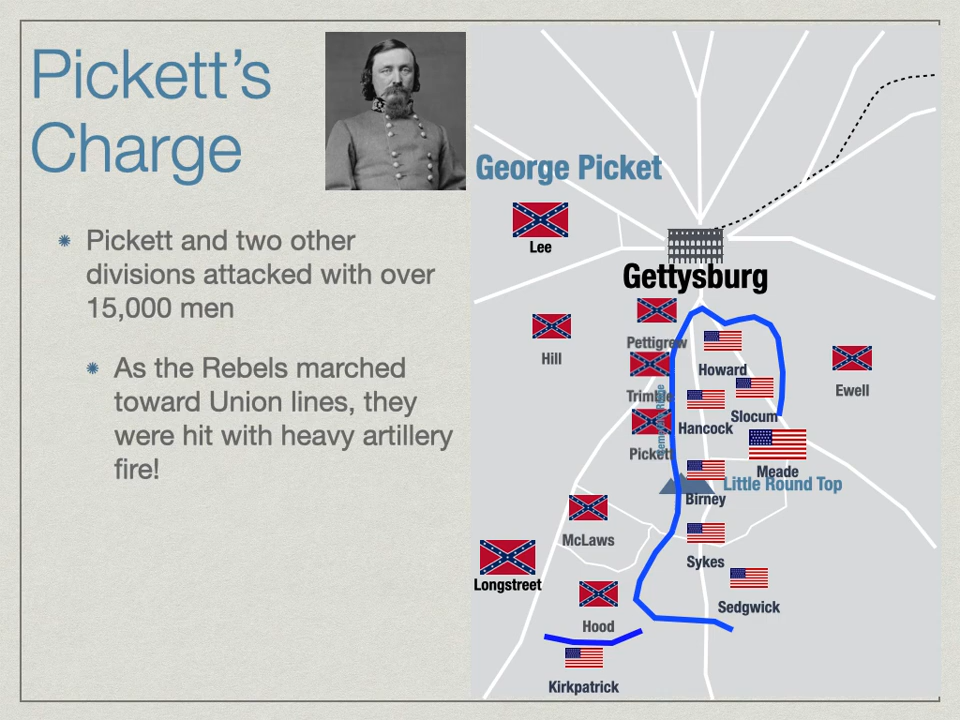 Pickett's
Charge
George Picket
Pickett and two other
divisions attacked with over
15,000 men
As the Rebels marched
toward Union lines, they
were hit with heavy artillery
fire!
Lee
Gettysburg
Pettigrew
Hill
Howard
Ewell
Trimble
Slocum
Hancock
Pickett
Meade
Little Round Top
Birney
McLaws
Sykes
Longstreet
Sedgwick
Hood
Kirkpatrick